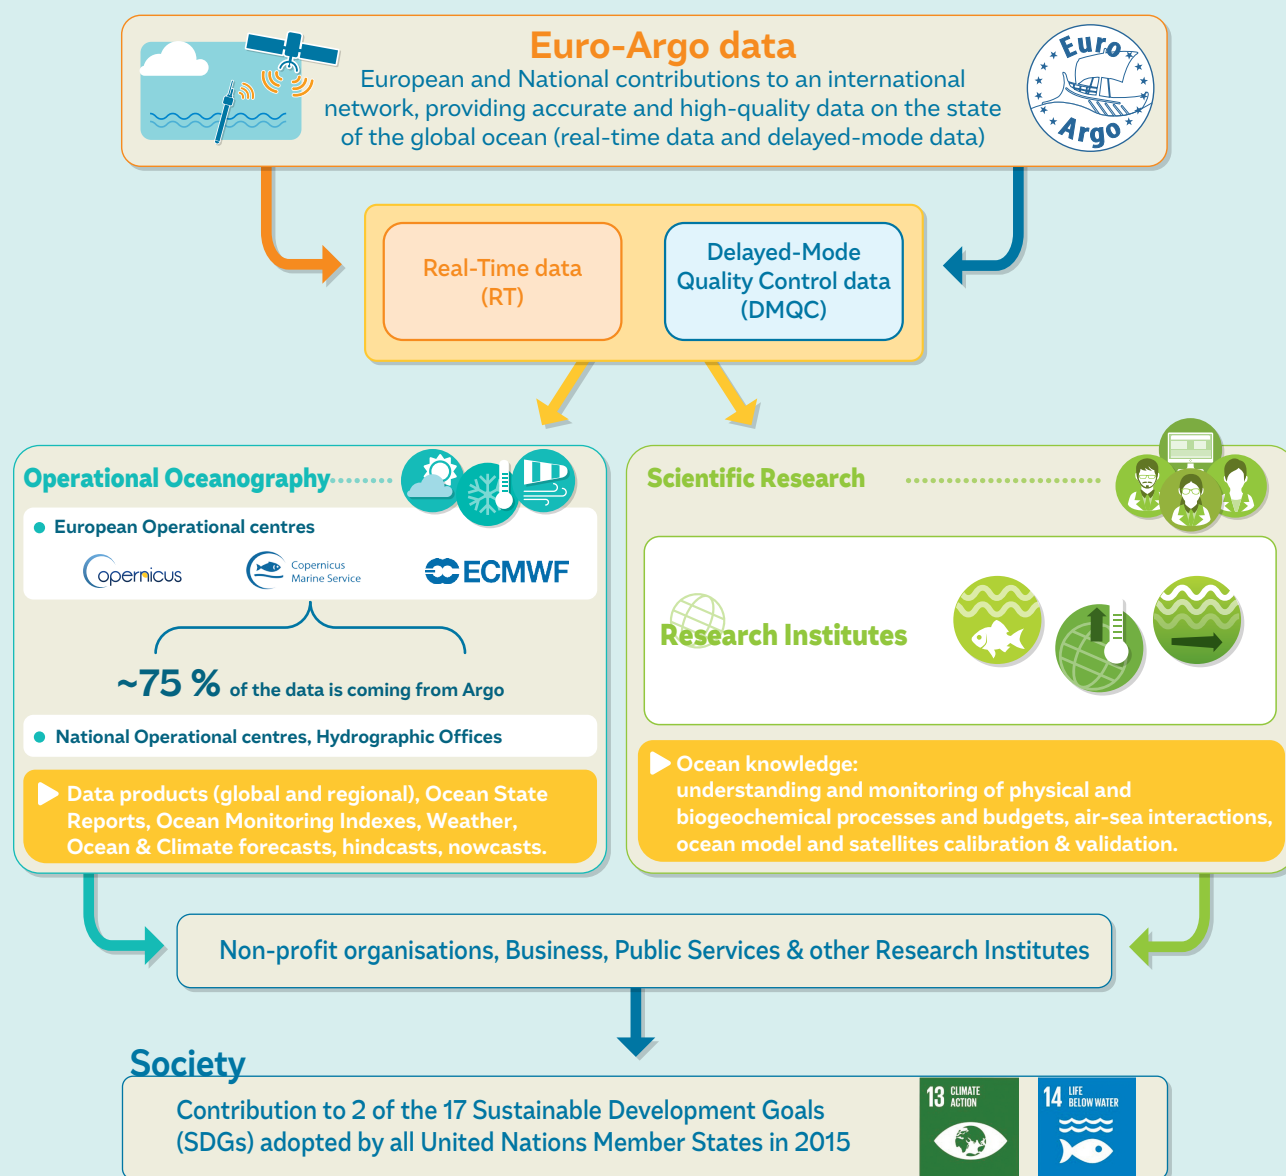 Euro-Argo data
European and National contributions to an international
network, providing accurate and high-quality data on the state
of the global ocean (real-time data and delayed-mode data)
Euro
Argo
Real-Time data
(RT)
Delayed-Mode
Quality Control data
(DMQC)
Operational Oceanography
European Operational centres
opernicus
Copernicus
Marine Service
ECMWF
~75 % of the data is coming from Argo
National Operational centres, Hydrographic Offices
Data products (global and regional), Ocean State
Reports, Ocean Monitoring Indexes, Weather,
Ocean & Climate forecasts, hindcasts, nowcasts.
Scientific Research
Research Institutes
Ocean knowledge:
understanding and monitoring of physical and
biogeochemical processes and budgets, air-sea interactions,
ocean model and satellites calibration & validation.
Non-profit organisations, Business, Public Services & other Research Institutes
Society
Contribution to 2 of the 17 Sustainable Development Goals
(SDGs) adopted by all United Nations Member States in 2015
13 CLIMATE
ACTION
14 LIFE
BELOW WATER